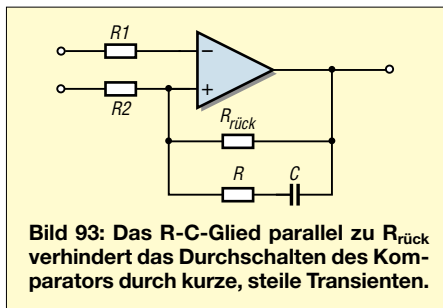 R1
−
R2
+
Rrück
R
C
Bild 93: Das R-C-Glied parallel zu Rrück
verhindert das Durchschalten des Kom-
parators durch kurze, steile Transienten.